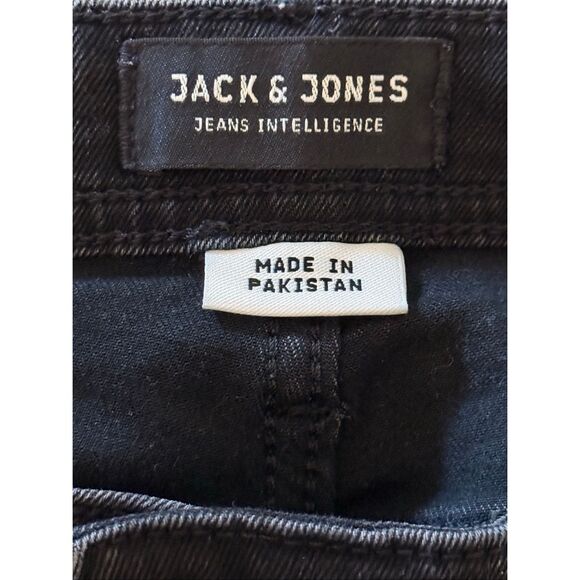 JACK & JONES
JEANS INTELLIGENCE
MADE IN
PAKISTAN